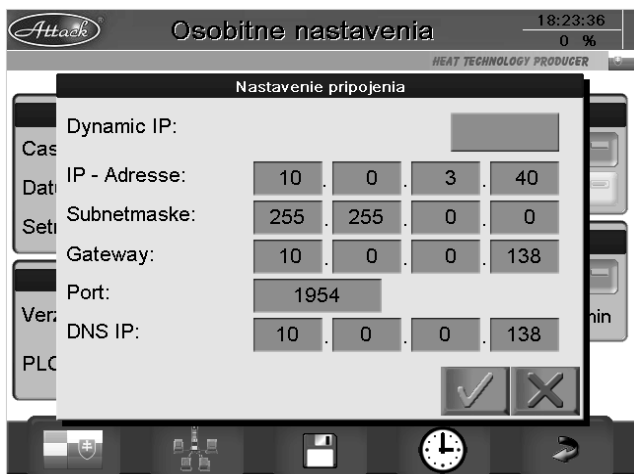 Attack
Osobitne nastavenia
18:23:36
0 %
HEAT TECHNOLOGY PRODUCER
Nastavenie pripojenia
Dynamic IP:
IP - Adresse: 10 . 0 . 3 . 40
Subnetmaske: 255 . 255 . 0 . 0
Gateway: 10 . 0 . 0 . 138
Port: 1954
DNS IP: 10 . 0 . 0 . 138
Cas
Dat
Set
Ver
PLC
min